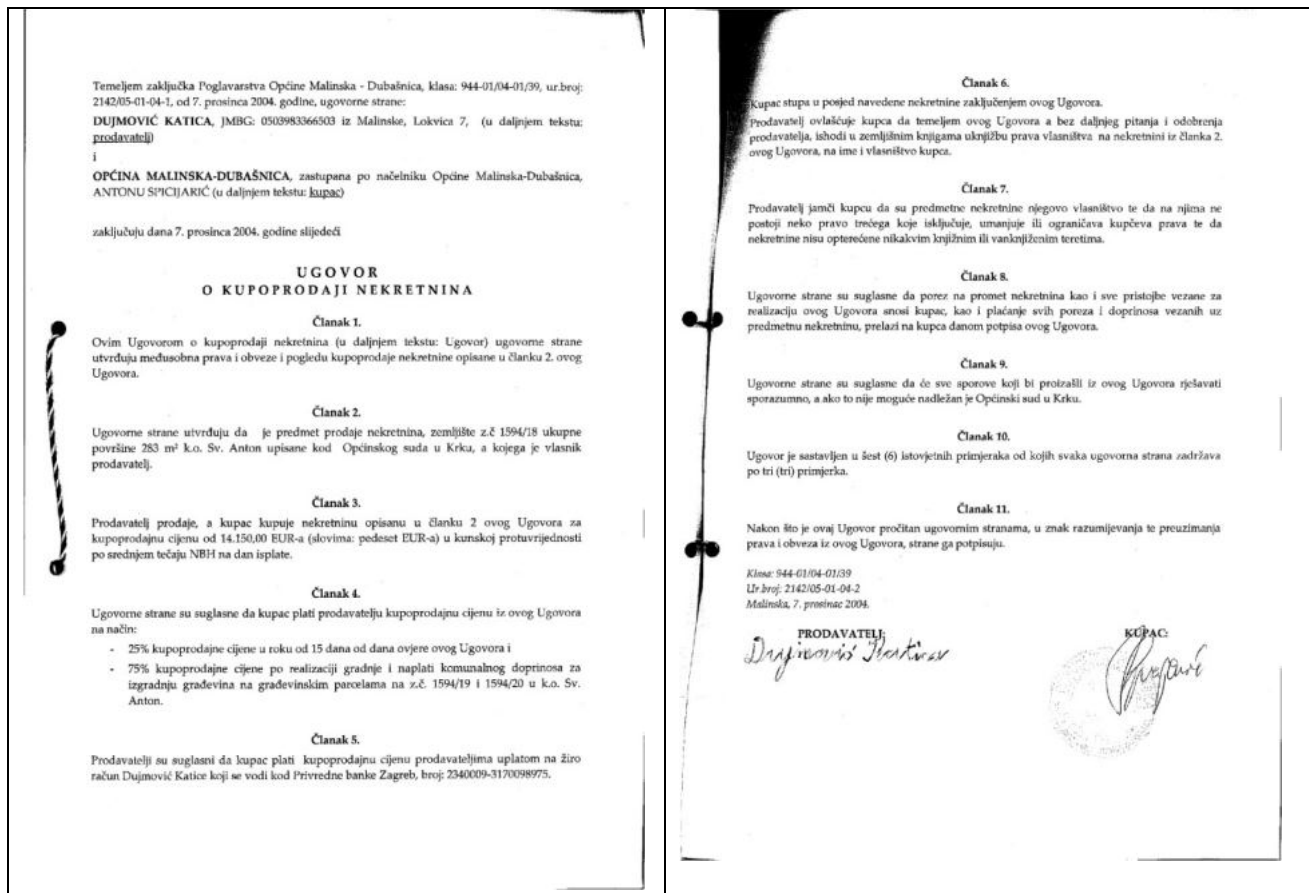 Temeljem zaključka Poglavarstva Općine Malinska - Dubašnica, klasa: 944-01/04-01/39, ur.broj:
2142/05-01-04-1, od 7. prosinca 2004. godine, ugovorne strane:
DUJMOVIĆ KATICA, JMBG: 0503983366503 iz Malinske, Lokvica 7, (u daljnjem tekstu:
prodavatelj)
i
OPĆINA MALINSKA-DUBAŠNICA, zastupana po načelniku Općine Malinska-Dubašnica,
ANTONU SPICIJARIĆ (u daljnjem tekstu: kupac)
zaključuju dana 7. prosinca 2004. godine slijedeći
UGOVOR
O KUPOPRODAJI NEKRETNINA
Članak 1.
Ovim Ugovorom o kupoprodaji nekretnina (u daljnjem tekstu: Ugovor) ugovorne strane
utvrđuju međusobna prava i obveze i pogledu kupoprodaje nekretnine opisane u članku 2. ovog
Ugovora.
Članak 2.
Ugovorne strane utvrđuju da je predmet prodaje nekretnina, zemljište z.č 1594/18 ukupne
površine 283 m² k.o. Sv. Anton upisane kod Općinskog suda u Krku, a kojega je vlasnik
prodavatelj.
Članak 3.
Prodavatelj prodaje, a kupac kupuje nekretninu opisanu u članku 2 ovog Ugovora za
kupoprodajnu cijenu od 14.150,00 EUR-a (slovima: pedeset EUR-a) u kunskoj protuvrijednosti
po srednjem tečaju NBH na dan isplate.
Članak 4.
Ugovorne strane su suglasne da kupac plati prodavatelju kupoprodajnu cijenu iz ovog Ugovora
na način:
- 25% kupoprodajne cijene u roku od 15 dana od dana ovjere ovog Ugovora i
- 75% kupoprodajne cijene po realizaciji gradnje i naplati komunalnog doprinosa za
izgradnju građevina na građevinskim parcelama na z.č. 1594/19 i 1594/20 u k.o. Sv.
Anton.
Članak 5.
Prodavatelji su suglasni da kupac plati kupoprodajnu cijenu prodavateljima uplatom na žiro
račun Dujmović Katice koji se vodi kod Privredne banke Zagreb, broj: 2340009-3170098975.
Članak 6.
Kupac stupa u posjed navedene nekretnine zaključenjem ovog Ugovora.
Prodavatelj ovlašćuje kupca da temeljem ovog Ugovora a bez daljnjeg pitanja i odobrenja
prodavatelja, ishodi u zemljišnim knjigama uknjižbu prava vlasništva na nekretnini iz članka 2.
ovog Ugovora, na ime i vlasništvo kupca.
Članak 7.
Prodavatelj jamči kupcu da su predmetne nekretnine njegovo vlasništvo te da na njima ne
postoji neko pravo trećega koje isključuje, umanjuje ili ograničava kupčeva prava te da
nekretnine nisu opterećene nikakvim knjižnim ili vanknjiženim teretima.
Članak 8.
Ugovorne strane su suglasne da porez na promet nekretnina kao i sve pristojbe vezane za
realizaciju ovog Ugovora snosi kupac, kao i plaćanje svih poreza i doprinosa vezanih uz
predmetnu nekretninu, prelazi na kupca danom potpisa ovog Ugovora.
Članak 9.
Ugovorne strane su suglasne da će sve sporove koji bi proizašli iz ovog Ugovora rješavati
sporazumno, a ako to nije moguće nadležan je Općinski sud u Krku.
Članak 10.
Ugovor je sastavljen u šest (6) istovjetnih primjeraka od kojih svaka ugovorna strana zadržava
po tri (tri) primjerka.
Članak 11.
Nakon što je ovaj Ugovor pročitan ugovornim stranama, u znak razumijevanja te preuzimanja
prava i obveza iz ovog Ugovora, strane ga potpisuju.
Klasa: 944-01/04-01/39
Ur.broj: 2142/05-01-04-2
Malinska, 7. prosinac 2004.
PRODAVATELJ: KUPAC:
Dujmović Katica